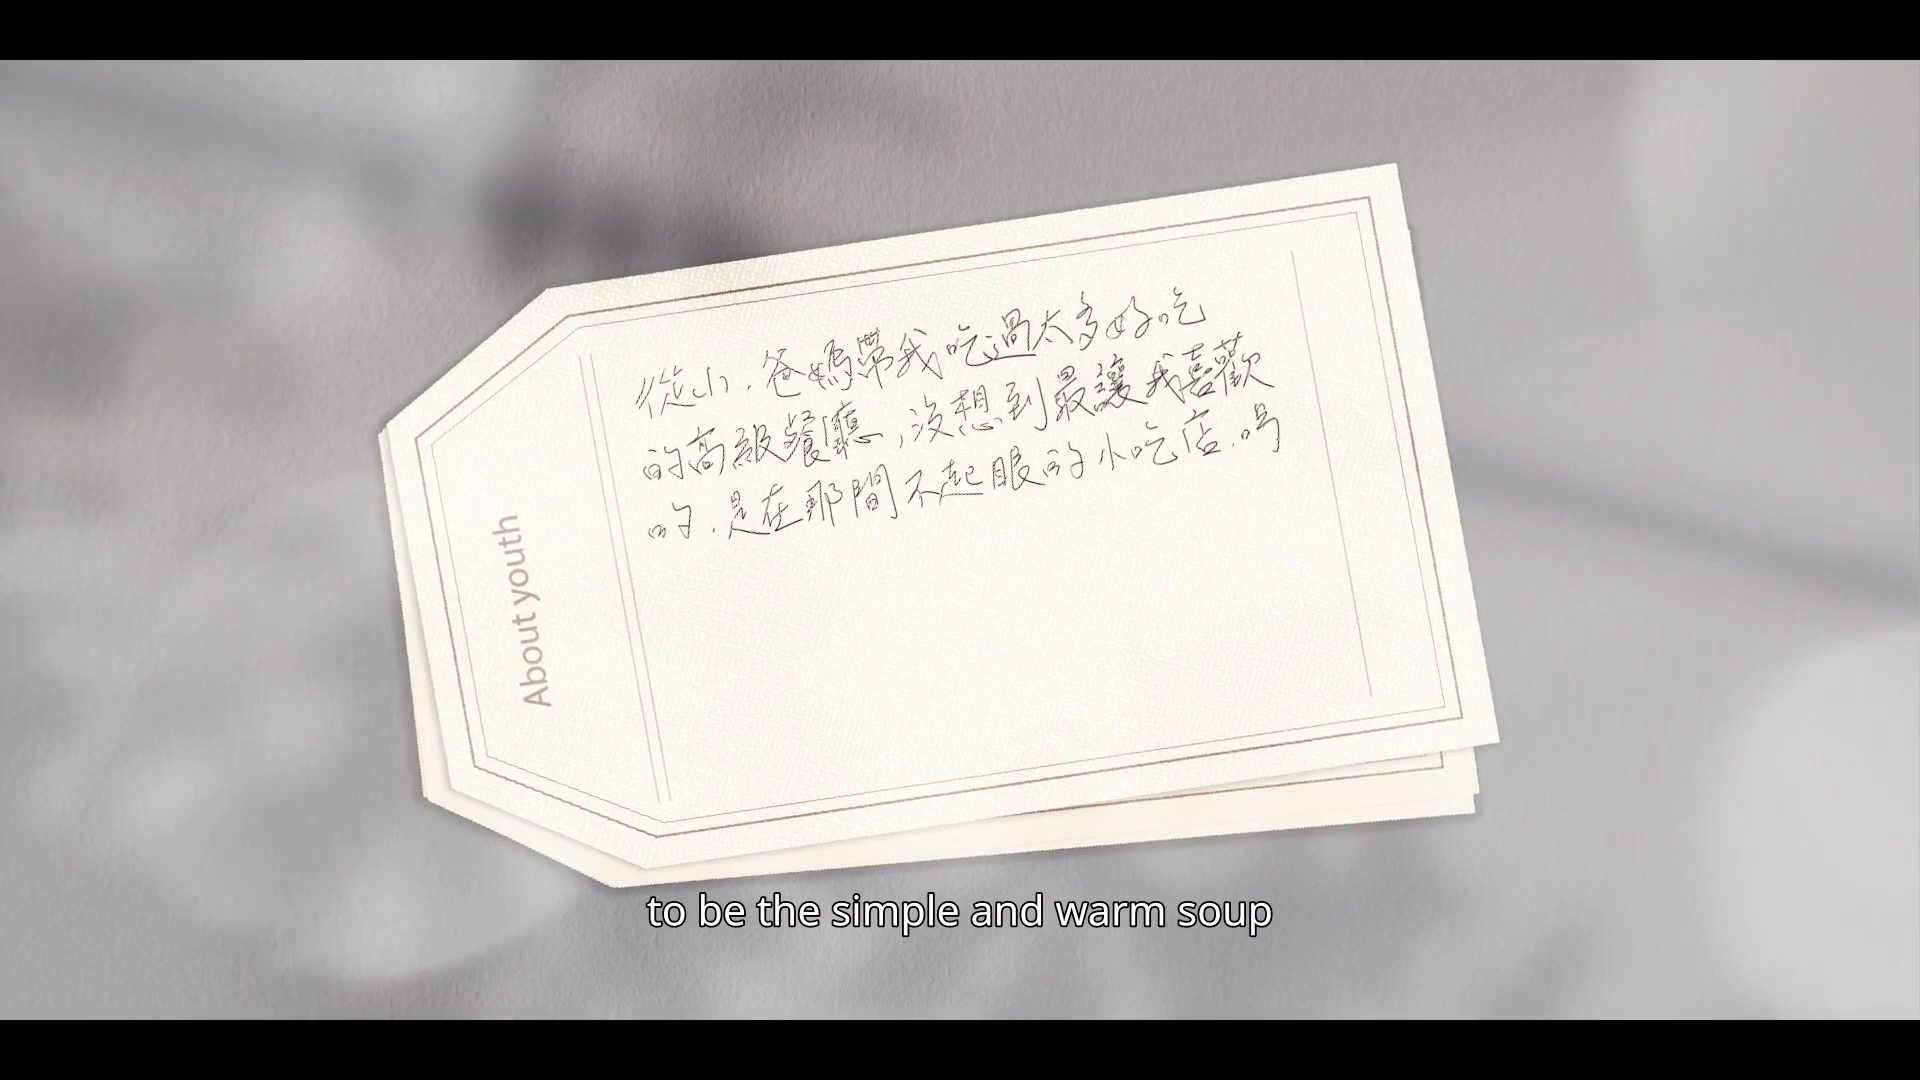 從小,爸媽帶我吃過太多好吃
的高級餐廳,沒想到最讓我喜歡
的,是在那間不起眼的小吃店,喝
About youth
to be the simple and warm soup